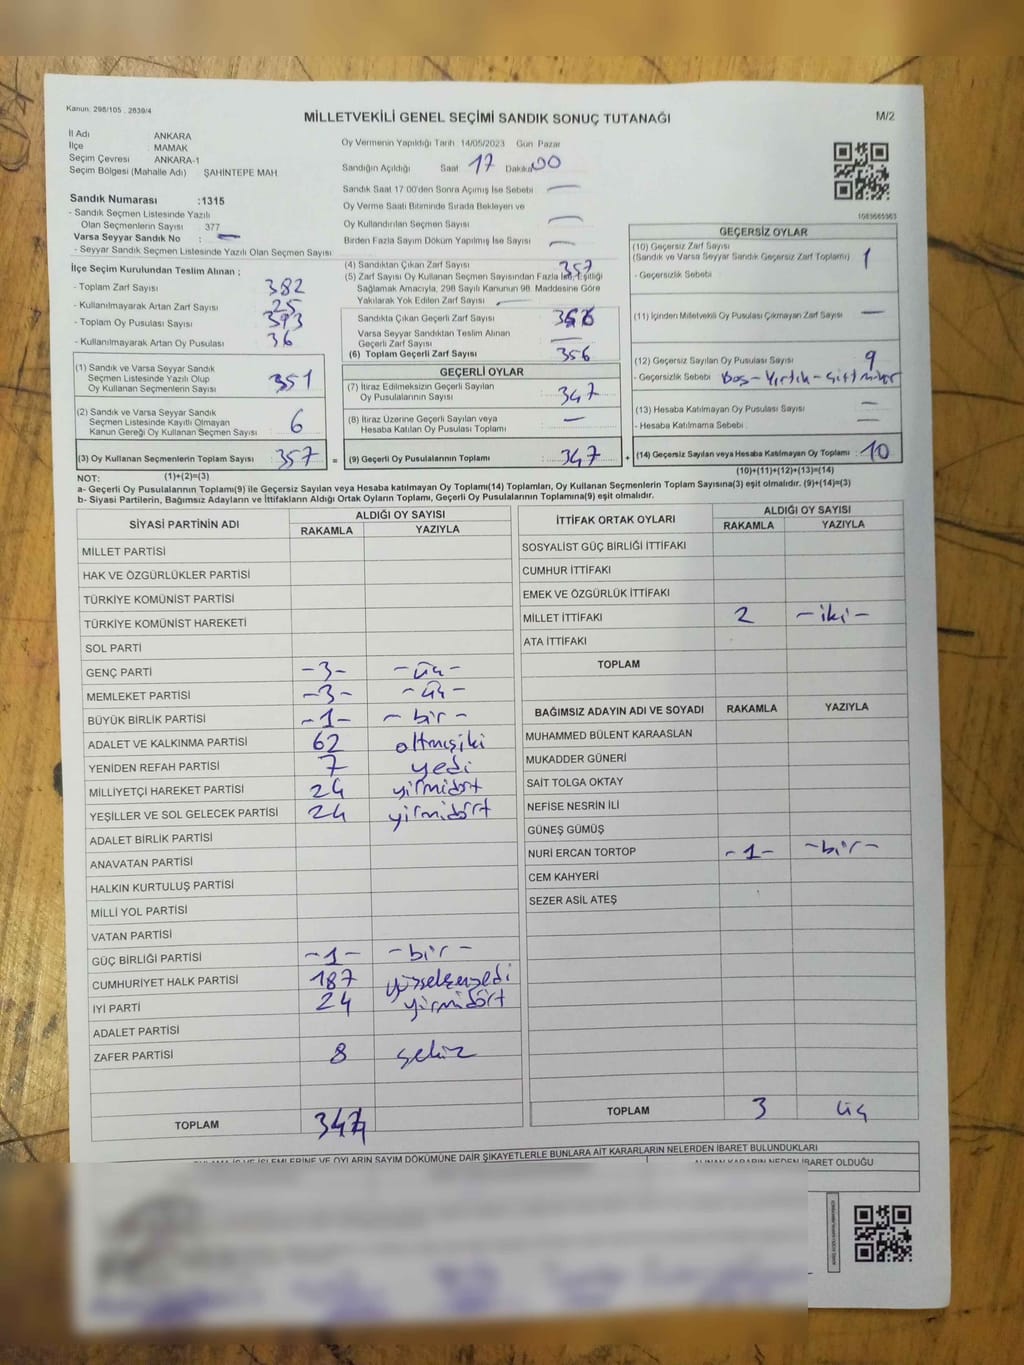 Kanun: 298/105 , 2839/4
MİLLETVEKİLİ GENEL SEÇİMİ SANDIK SONUÇ TUTANAĞI
M/2
İl Adı ANKARA
İlçe MAMAK
Seçim Çevresi ANKARA-1
Seçim Bölgesi (Mahalle Adı) ŞAHİNTEPE MAH
Sandık Numarası :1315
- Sandık Seçmen Listesinde Yazılı
Olan Seçmenlerin Sayısı : 377
Varsa Seyyar Sandık No : —
- Seyyar Sandık Seçmen Listesinde Yazılı Olan Seçmen Sayısı
İlçe Seçim Kurulundan Teslim Alınan ;
- Toplam Zarf Sayısı : 382
- Kullanılmayarak Artan Zarf Sayısı : 25
- Toplam Oy Pusulası Sayısı : 393
- Kullanılmayarak Artan Oy Pusulası : 36
(1) Sandık ve Varsa Seyyar Sandık
Seçmen Listesinde Yazılı Olup
Oy Kullanan Seçmenlerin Sayısı : 351
(2) Sandık ve Varsa Seyyar Sandık
Seçmen Listesinde Kayıtlı Olmayan
Kanun Gereği Oy Kullanan Seçmen Sayısı : 6
(3) Oy Kullanan Seçmenlerin Toplam Sayısı : 357
Oy Vermenin Yapıldığı Tarih : 14/05/2023 Gün Pazar
Sandığın Açıldığı Saat 17 Dakika 00
Sandık Saat 17:00'den Sonra Açımış İse Sebebi : —
Oy Verme Saati Bitiminde Sırada Bekleyen ve
Oy Kullandırılan Seçmen Sayısı : —
Birden Fazla Sayım Döküm Yapılmış İse Sayısı : —
(4) Sandıktan Çıkan Zarf Sayısı : 357
(5) Zarf Sayısı Oy Kullanan Seçmen Sayısından Fazla İse, Eşitliği
Sağlamak Amacıyla, 298 Sayılı Kanunun 98. Maddesine Göre
Yakılarak Yok Edilen Zarf Sayısı : —
Sandıkta Çıkan Geçerli Zarf Sayısı : 356
Varsa Seyyar Sandıktan Teslim Alınan
Geçerli Zarf Sayısı : —
(6) Toplam Geçerli Zarf Sayısı : 356
GEÇERLİ OYLAR
(7) İtiraz Edilmeksizin Geçerli Sayılan
Oy Pusulalarının Sayısı : 347
(8) İtiraz Üzerine Geçerli Sayılan veya
Hesaba Katılan Oy Pusulası Toplamı : —
= (9) Geçerli Oy Pusulalarının Toplamı : 347
1083665363
GEÇERSİZ OYLAR
(10) Geçersiz Zarf Sayısı
(Sandık ve Varsa Seyyar Sandık Geçersiz Zarf Toplamı) : 1
- Geçersizlik Sebebi :
(11) İçinden Milletvekili Oy Pusulası Çıkmayan Zarf Sayısı : —
(12) Geçersiz Sayılan Oy Pusulası Sayısı : 9
- Geçersizlik Sebebi : Boş - Yırtık -
(13) Hesaba Katılmayan Oy Pusulası Sayısı : —
- Hesaba Katılmama Sebebi : —
+ (14) Geçersiz Sayılan veya Hesaba Katılmayan Oy Toplamı : 10
NOT: (1)+(2)=(3) (10)+(11)+(12)+(13)=(14)
a- Geçerli Oy Pusulalarının Toplamı(9) ile Geçersiz Sayılan veya Hesaba katılmayan Oy Toplamı(14) Toplamları, Oy Kullanan Seçmenlerin Toplam Sayısına(3) eşit olmalıdır. (9)+(14)=(3)
b- Siyasi Partilerin, Bağımsız Adayların ve İttifakların Aldığı Ortak Oyların Toplamı, Geçerli Oy Pusulalarının Toplamına(9) eşit olmalıdır.
SİYASİ PARTİNİN ADI ALDIĞI OY SAYISI
RAKAMLA YAZIYLA
MİLLET PARTİSİ
HAK VE ÖZGÜRLÜKLER PARTİSİ
TÜRKİYE KOMÜNİST PARTİSİ
TÜRKİYE KOMÜNİST HAREKETİ
SOL PARTİ
GENÇ PARTİ -3- -üç-
MEMLEKET PARTİSİ -3- -üç-
BÜYÜK BİRLİK PARTİSİ -1- -bir-
ADALET VE KALKINMA PARTİSİ 62 altmışiki
YENİDEN REFAH PARTİSİ 7 yedi
MİLLİYETÇİ HAREKET PARTİSİ 24 yirmidört
YEŞİLLER VE SOL GELECEK PARTİSİ 24 yirmidört
ADALET BİRLİK PARTİSİ
ANAVATAN PARTİSİ
HALKIN KURTULUŞ PARTİSİ
MİLLİ YOL PARTİSİ
VATAN PARTİSİ
GÜÇ BİRLİĞİ PARTİSİ -1- -bir-
CUMHURİYET HALK PARTİSİ 187 yüzseksenyedi
İYİ PARTİ 24 yirmidört
ADALET PARTİSİ
ZAFER PARTİSİ 8 sekiz
TOPLAM 344
İTTİFAK ORTAK OYLARI ALDIĞI OY SAYISI
RAKAMLA YAZIYLA
SOSYALİST GÜÇ BİRLİĞİ İTTİFAKI
CUMHUR İTTİFAKI
EMEK VE ÖZGÜRLÜK İTTİFAKI
MİLLET İTTİFAKI 2 -iki-
ATA İTTİFAKI
TOPLAM
BAĞIMSIZ ADAYIN ADI VE SOYADI RAKAMLA YAZIYLA
MUHAMMED BÜLENT KARAASLAN
MUKADDER GÜNERİ
SAİT TOLGA OKTAY
NEFİSE NESRİN İLİ
GÜNEŞ GÜMÜŞ
NURİ ERCAN TORTOP -1- -bir-
CEM KAHYERİ
SEZER ASİL ATEŞ
TOPLAM 3 üç
İŞLEMLERİNE VE OYLARIN SAYIM DÖKÜMÜNE DAİR ŞİKAYETLERLE BUNLARA AİT KARARLARIN NELERDEN İBARET BULUNDUKLARI
ALINAN KARARIN NEDEN İBARET OLDUĞU